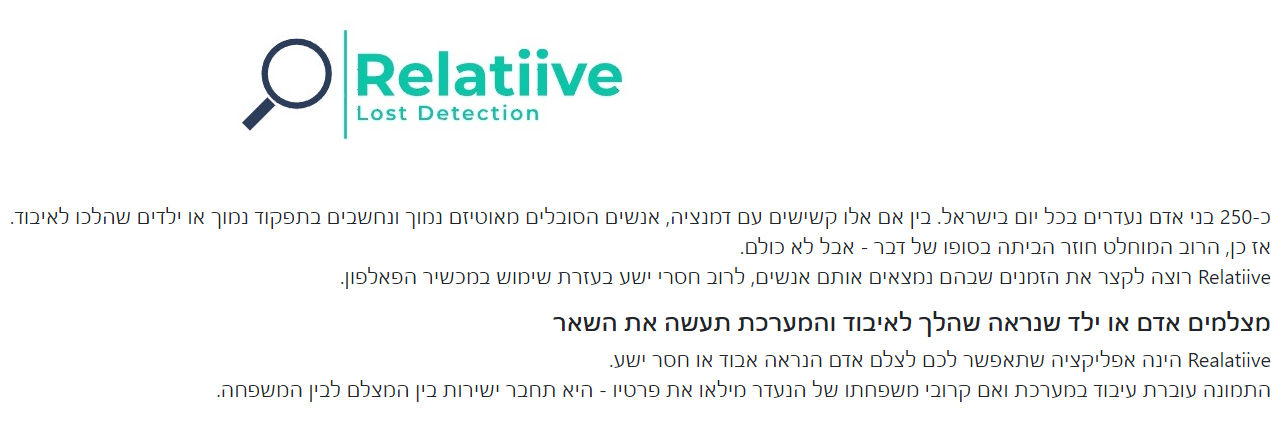 Relatiive
Lost Detection
כ-250 בני אדם נעדרים בכל יום בישראל. בין אם אלו קשישים עם דמנציה, אנשים הסובלים מאוטיזם נמוך ונחשבים בתפקוד נמוך או ילדים שהלכו לאיבוד.
אז כן, הרוב המוחלט חוזר הביתה בסופו של דבר - אבל לא כולם.
Relatiive רוצה לקצר את הזמנים שבהם נמצאים אותם אנשים, לרוב חסרי ישע בעזרת שימוש במכשיר הפאלפון.
מצלמים אדם או ילד שנראה שהלך לאיבוד והמערכת תעשה את השאר
Realatiive הינה אפליקציה שתאפשר לכם לצלם אדם הנראה אבוד או חסר ישע.
התמונה עוברת עיבוד במערכת ואם קרובי משפחתו של הנעדר מילאו את פרטיו - היא תחבר ישירות בין המצלם לבין המשפחה.